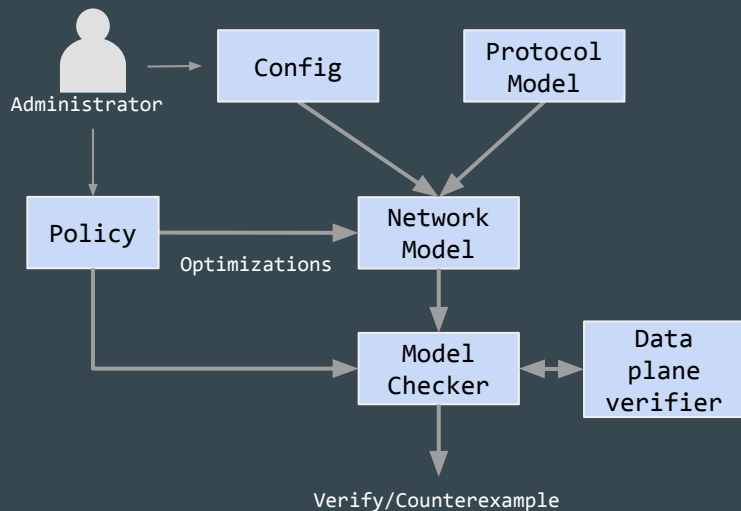 Administrator
Config
Protocol
Model
Policy
Optimizations
Network
Model
Model
Checker
Data
plane
verifier
Verify/Counterexample